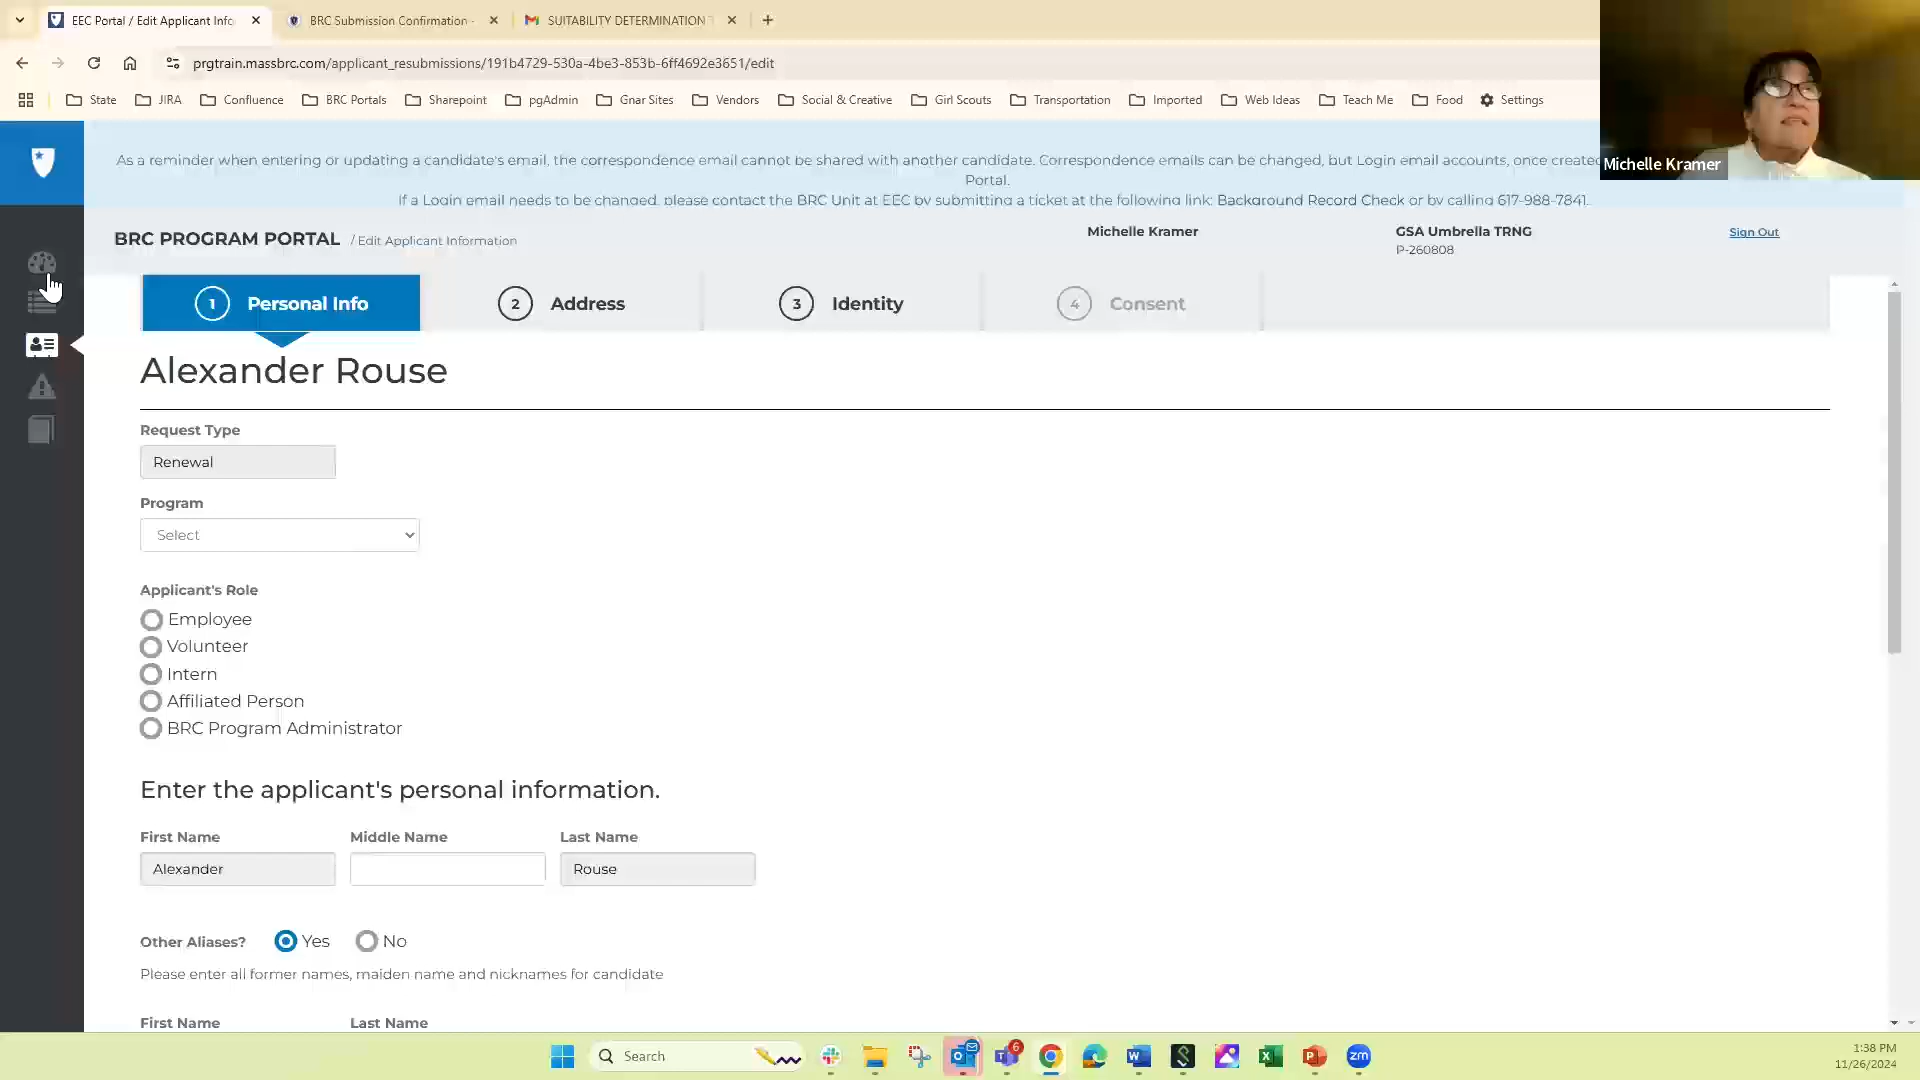 EEC Portal / Edit Applicant Info
BRC Submission Confirmation -
SUITABILITY DETERMINATION
prgtrain.massbrc.com/applicant_resubmissions/191b4729-530a-4be3-853b-6ff4692e3651/edit
State
JIRA
Confluence
BRC Portals
Sharepoint
pgAdmin
Gnar Sites
Vendors
Social & Creative
Girl Scouts
Transportation
Imported
Web Ideas
Teach Me
Food
Settings
Michelle Kramer
As a reminder when entering or updating a candidate's email, the correspondence email cannot be shared with another candidate. Correspondence emails can be changed, but Login email accounts, once created
Portal.
If a Login email needs to be changed, please contact the BRC Unit at EEC by submitting a ticket at the following link: Background Record Check or by calling 617-988-7841.
BRC PROGRAM PORTAL / Edit Applicant Information
Michelle Kramer
GSA Umbrella TRNG
P-260808
Sign Out
1 Personal Info
2 Address
3 Identity
4 Consent
Alexander Rouse
Request Type
Renewal
Program
Select
Applicant's Role
Employee
Volunteer
Intern
Affiliated Person
BRC Program Administrator
Enter the applicant's personal information.
First Name Middle Name Last Name
Alexander Rouse
Other Aliases? Yes No
Please enter all former names, maiden name and nicknames for candidate
First Name Last Name
Search
6
zm
1:38 PM
11/26/2024